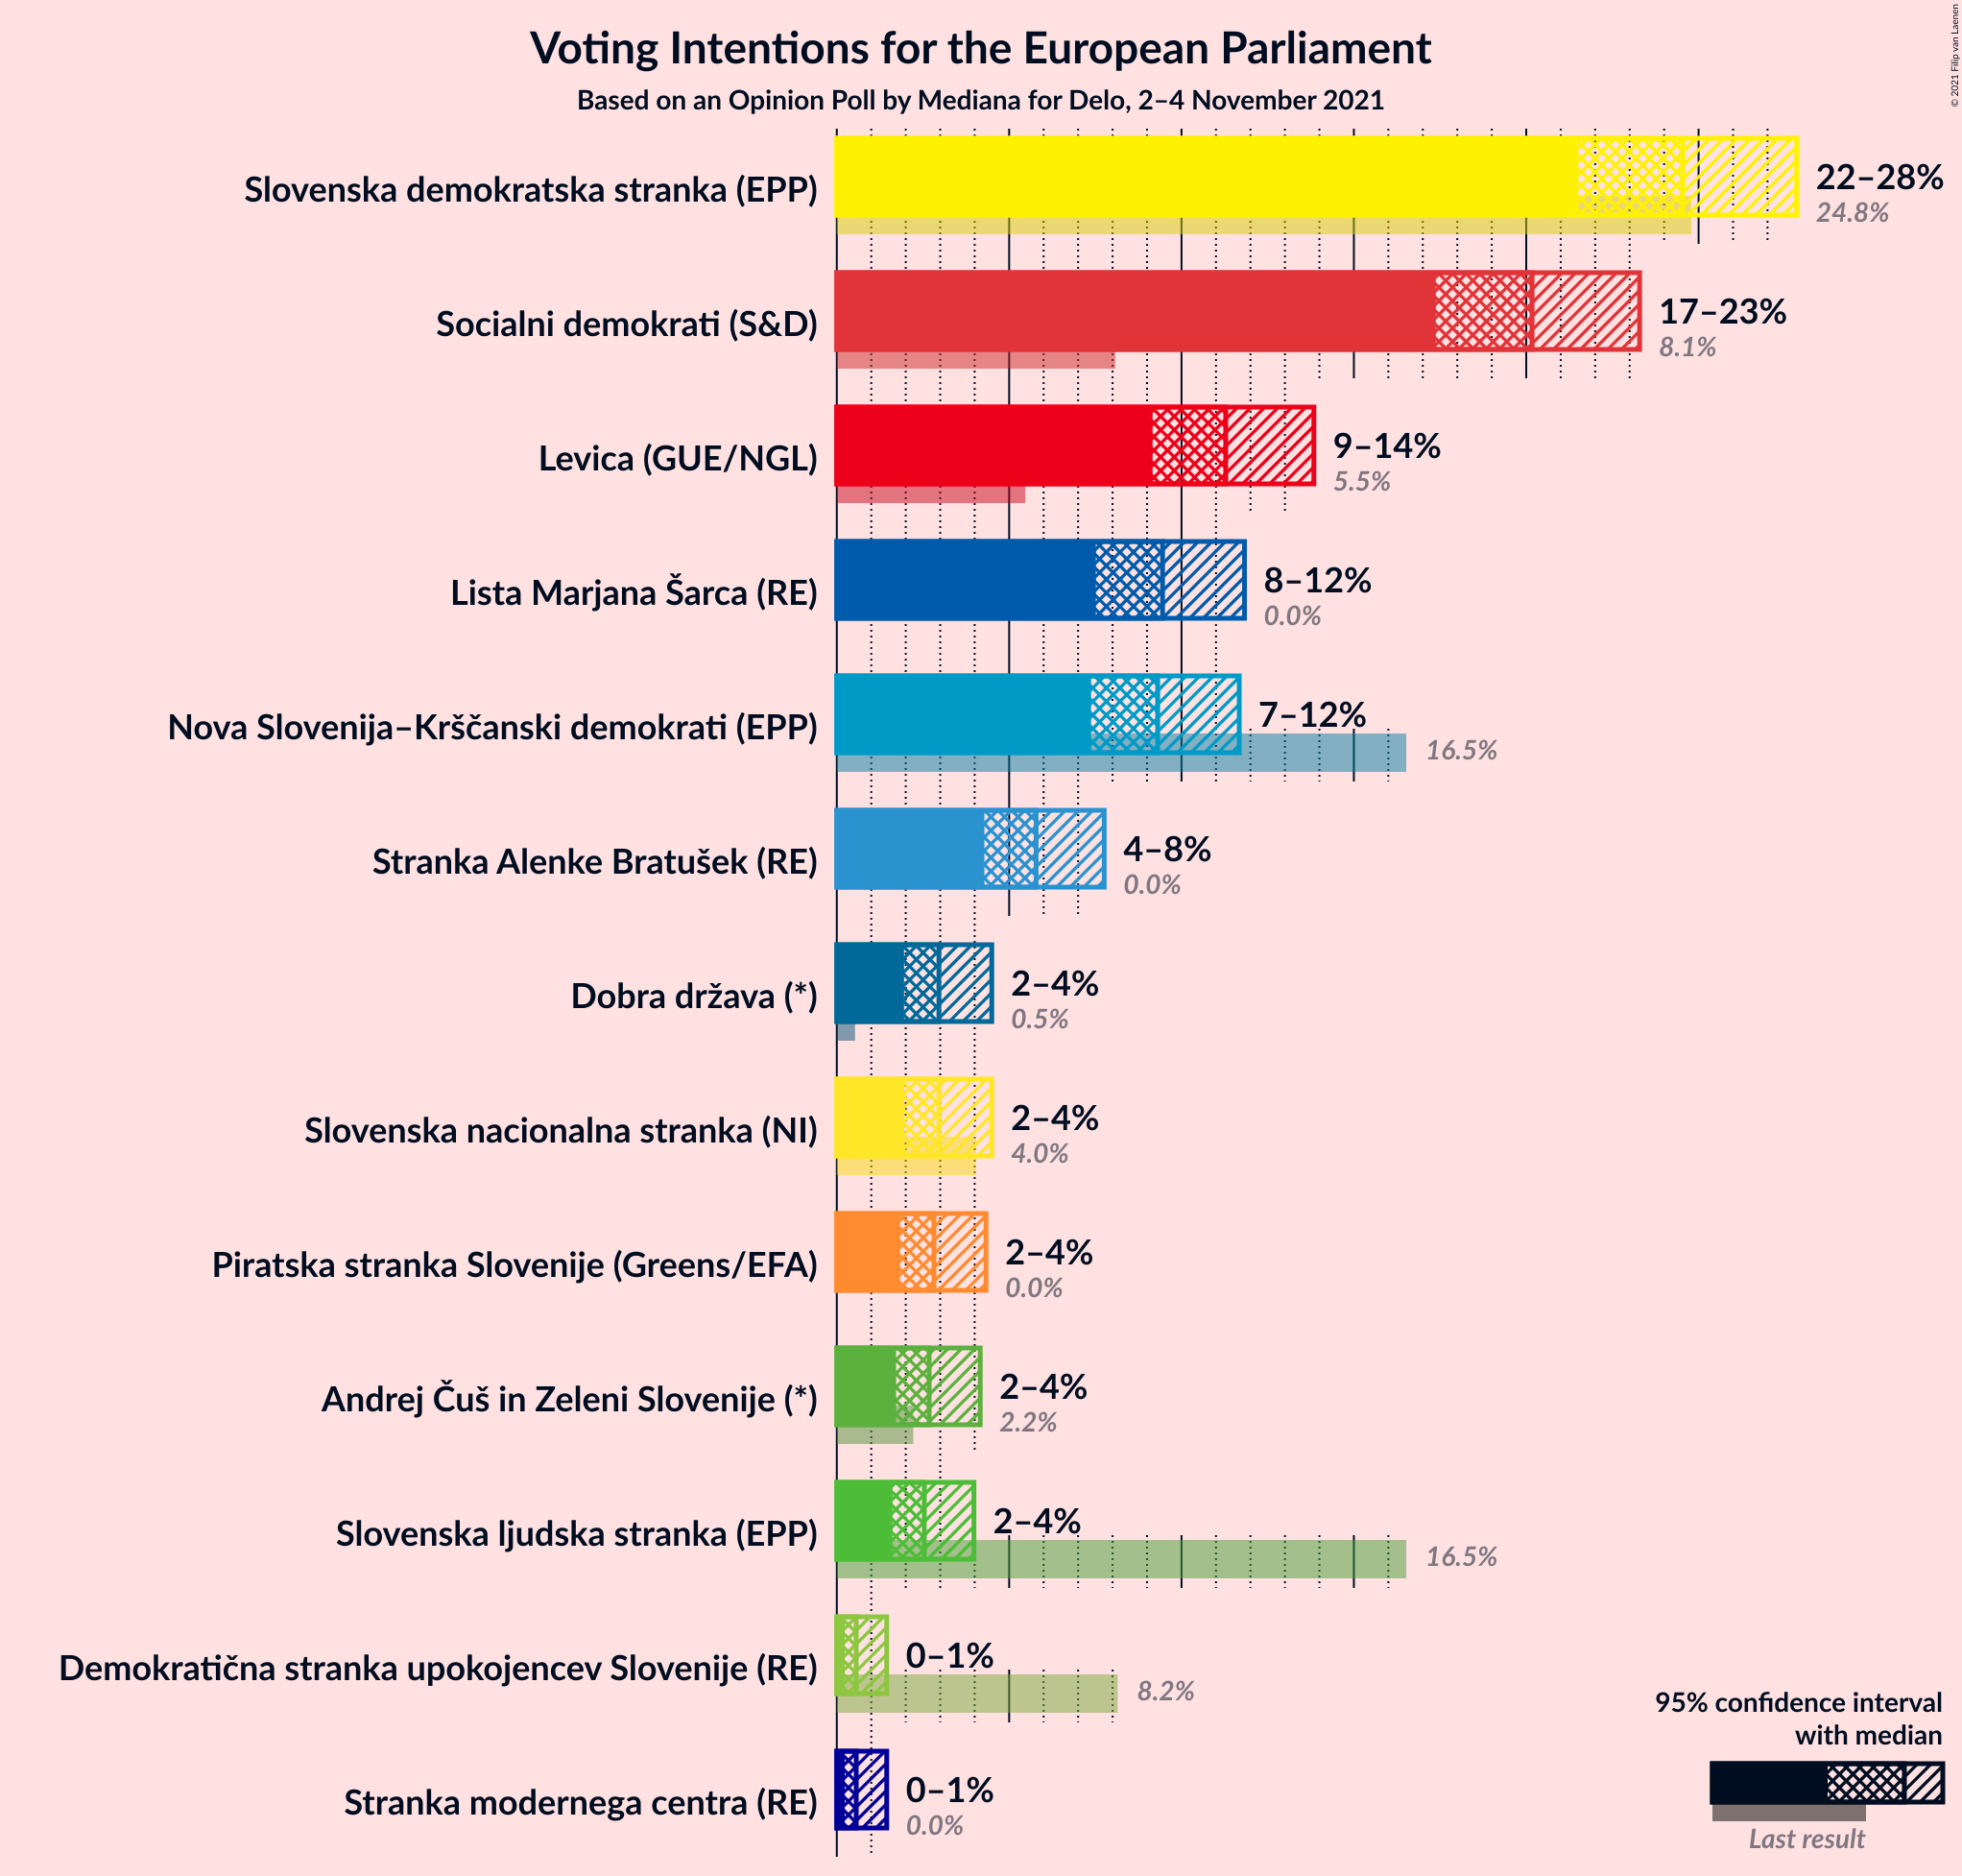 Voting Intentions for the European Parliament
Based on an Opinion Poll by Mediana for Delo, 2–4 November 2021
© 2021 Filip van Laenen
Slovenska demokratska stranka (EPP)
22–28%
24.8%
Socialni demokrati (S&D)
17–23%
8.1%
Levica (GUE/NGL)
9–14%
5.5%
Lista Marjana Šarca (RE)
8–12%
0.0%
Nova Slovenija–Krščanski demokrati (EPP)
7–12%
16.5%
Stranka Alenke Bratušek (RE)
4–8%
0.0%
Dobra država (*)
2–4%
0.5%
Slovenska nacionalna stranka (NI)
2–4%
4.0%
Piratska stranka Slovenije (Greens/EFA)
2–4%
0.0%
Andrej Čuš in Zeleni Slovenije (*)
2–4%
2.2%
Slovenska ljudska stranka (EPP)
2–4%
16.5%
Demokratična stranka upokojencev Slovenije (RE)
0–1%
8.2%
Stranka modernega centra (RE)
0–1%
0.0%
95% confidence interval
with median
Last result